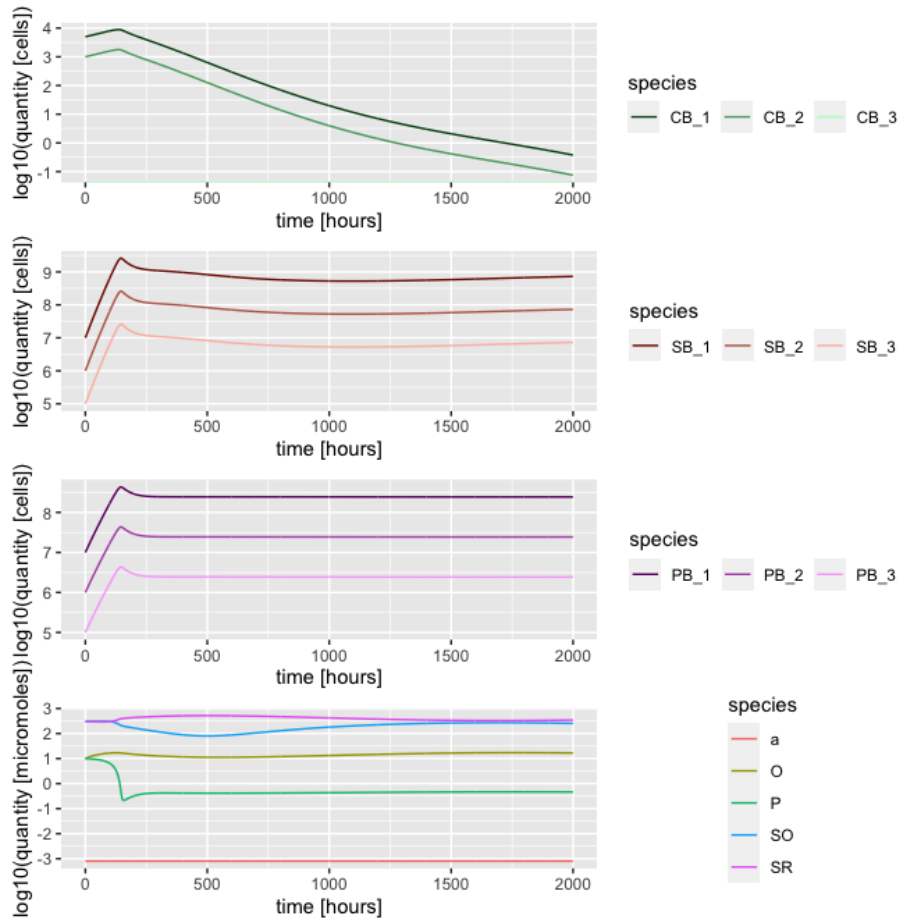 log10(quantity [cells])
4
3
2
1
0
-1
0 500 1000 1500 2000
time [hours]
species
CB_1 CB_2 CB_3
log10(quantity [cells])
9
8
7
6
5
0 500 1000 1500 2000
time [hours]
species
SB_1 SB_2 SB_3
log10(quantity [cells])
8
7
6
5
0 500 1000 1500 2000
time [hours]
species
PB_1 PB_2 PB_3
log10(quantity [micromoles])
3
2
1
0
-1
-2
-3
0 500 1000 1500 2000
time [hours]
species
a
O
P
SO
SR